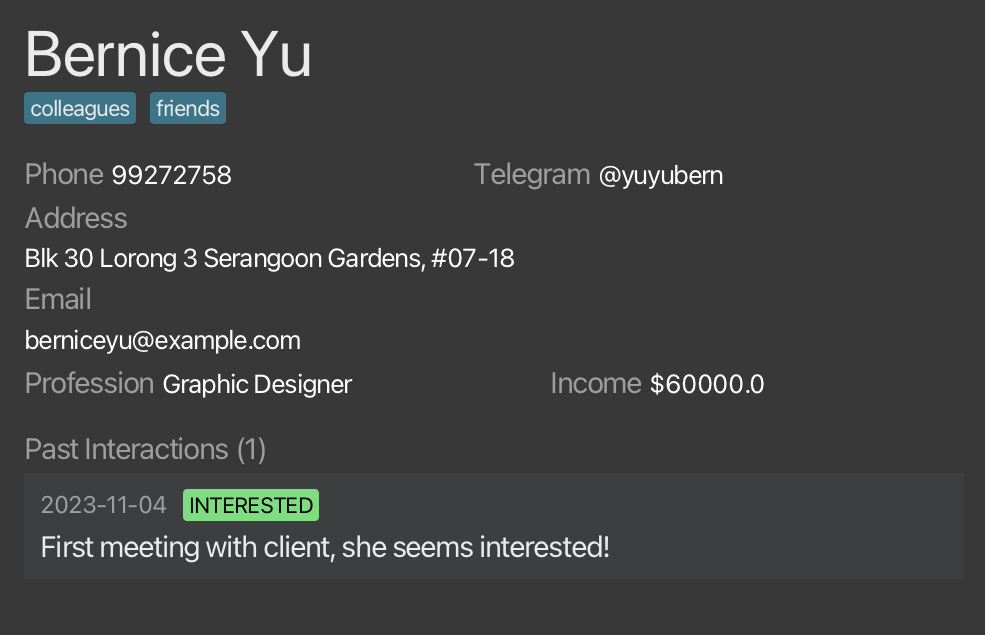 Bernice Yu
colleagues friends
Phone 99272758 Telegram @yuyubern
Address
Blk 30 Lorong 3 Serangoon Gardens, #07-18
Email
berniceyu@example.com
Profession Graphic Designer Income $60000.0
Past Interactions (1)
2023-11-04 INTERESTED
First meeting with client, she seems interested!